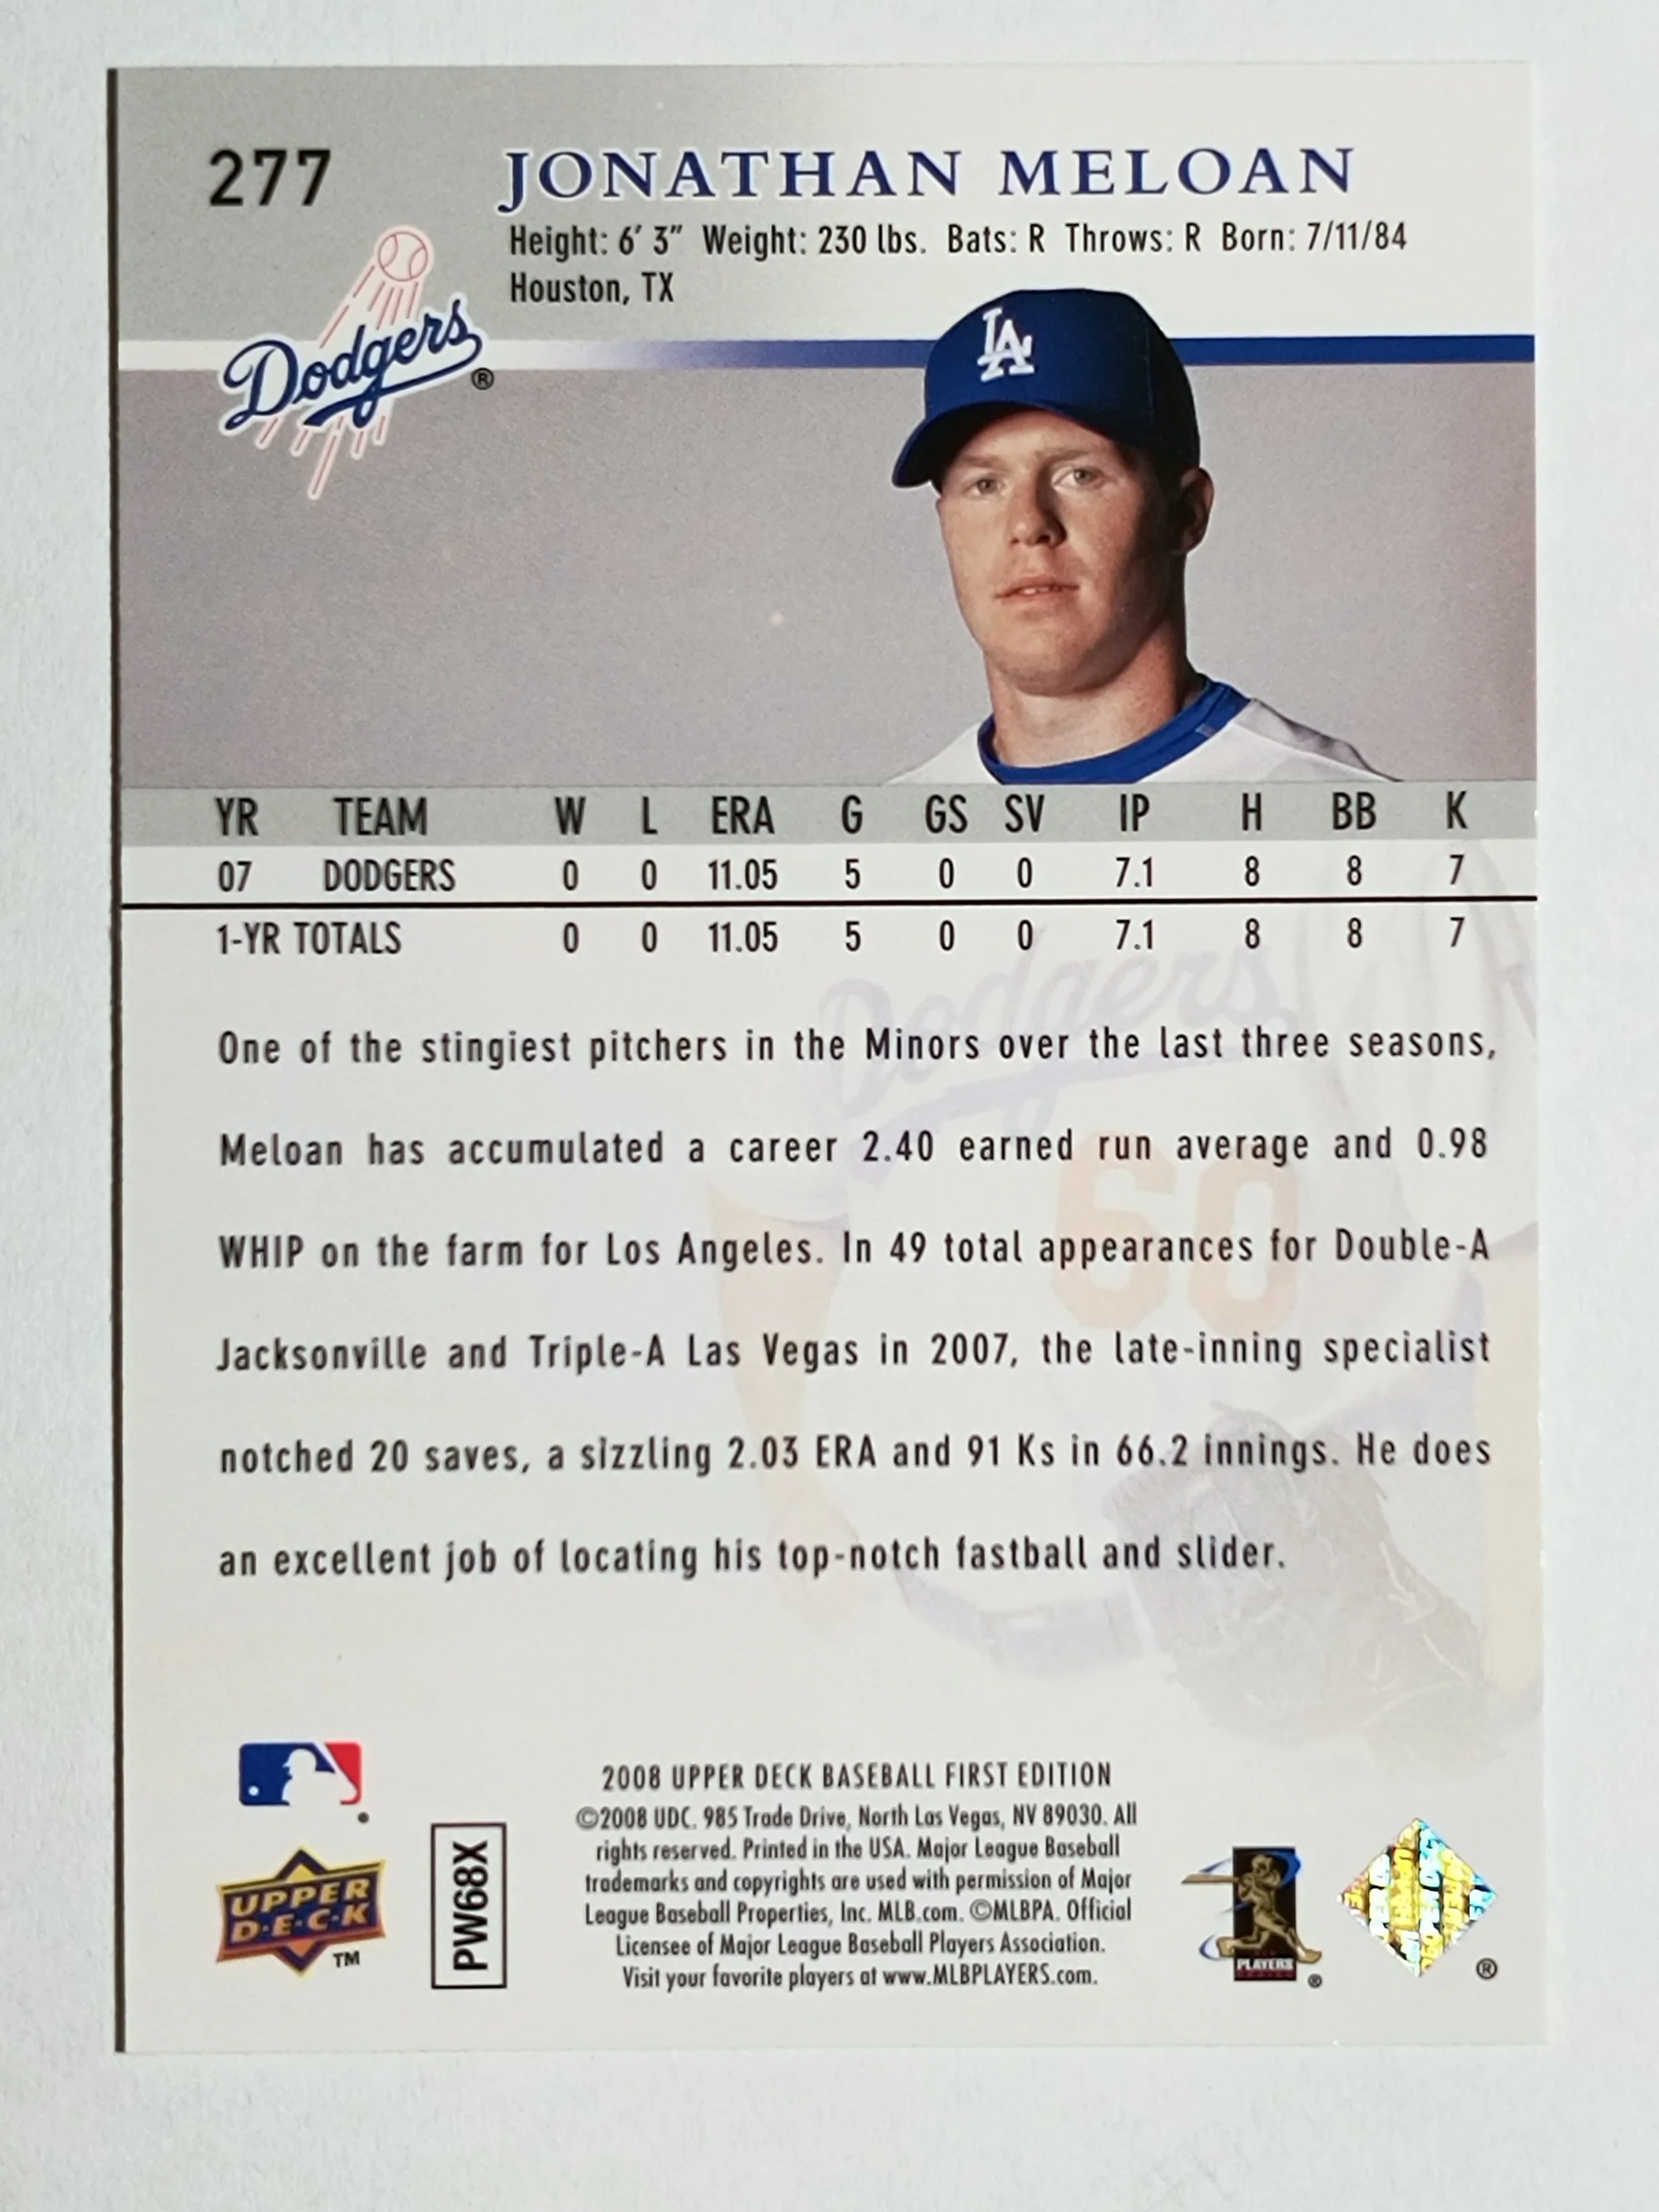 277
JONATHAN MELOAN
Height: 6' 3" Weight: 230 lbs. Bats: R Throws: R Born: 7/11/84
Houston, TX
LA
Dodgers®
YR TEAM W L ERA G GS SV IP H BB K
07 DODGERS 0 0 11.05 5 0 0 7.1 8 8 7
1-YR TOTALS 0 0 11.05 5 0 0 7.1 8 8 7
Dodgers
60
One of the stingiest pitchers in the Minors over the last three seasons,
Meloan has accumulated a career 2.40 earned run average and 0.98
WHIP on the farm for Los Angeles. In 49 total appearances for Double-A
Jacksonville and Triple-A Las Vegas in 2007, the late-inning specialist
notched 20 saves, a sizzling 2.03 ERA and 91 Ks in 66.2 innings. He does
an excellent job of locating his top-notch fastball and slider.
UPPER
D·E·C·K
TM
PW68X
2008 UPPER DECK BASEBALL FIRST EDITION
©2008 UDC. 985 Trade Drive, North Las Vegas, NV 89030. All
rights reserved. Printed in the USA. Major League Baseball
trademarks and copyrights are used with permission of Major
League Baseball Properties, Inc. MLB.com. ©MLBPA. Official
Licensee of Major League Baseball Players Association.
Visit your favorite players at www.MLBPLAYERS.com.
PLAYERS
®
®